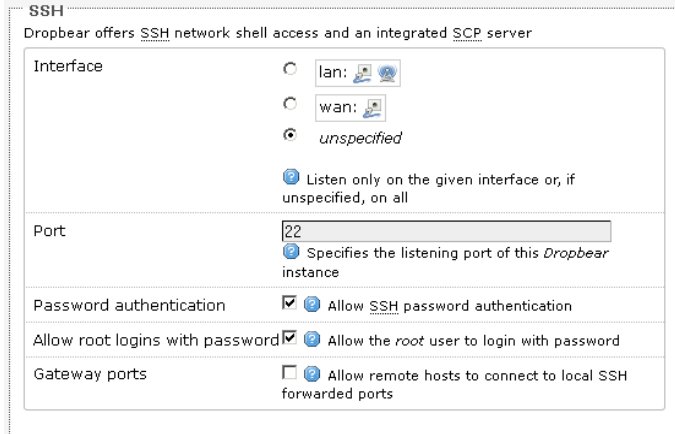 SSH
Dropbear offers SSH network shell access and an integrated SCP server
Interface
lan:
wan:
unspecified
Listen only on the given interface or, if
unspecified, on all
Port
22
Specifies the listening port of this Dropbear
instance
Password authentication
Allow SSH password authentication
Allow root logins with password
Allow the root user to login with password
Gateway ports
Allow remote hosts to connect to local SSH
forwarded ports